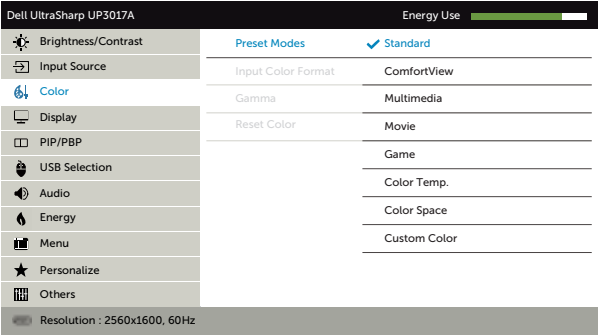 Dell UltraSharp UP3017A
Energy Use
Brightness/Contrast
Input Source
Color
Display
PIP/PBP
USB Selection
Audio
Energy
Menu
Personalize
Others
Preset Modes
Input Color Format
Gamma
Reset Color
Standard
ComfortView
Multimedia
Movie
Game
Color Temp.
Color Space
Custom Color
Resolution : 2560x1600, 60Hz